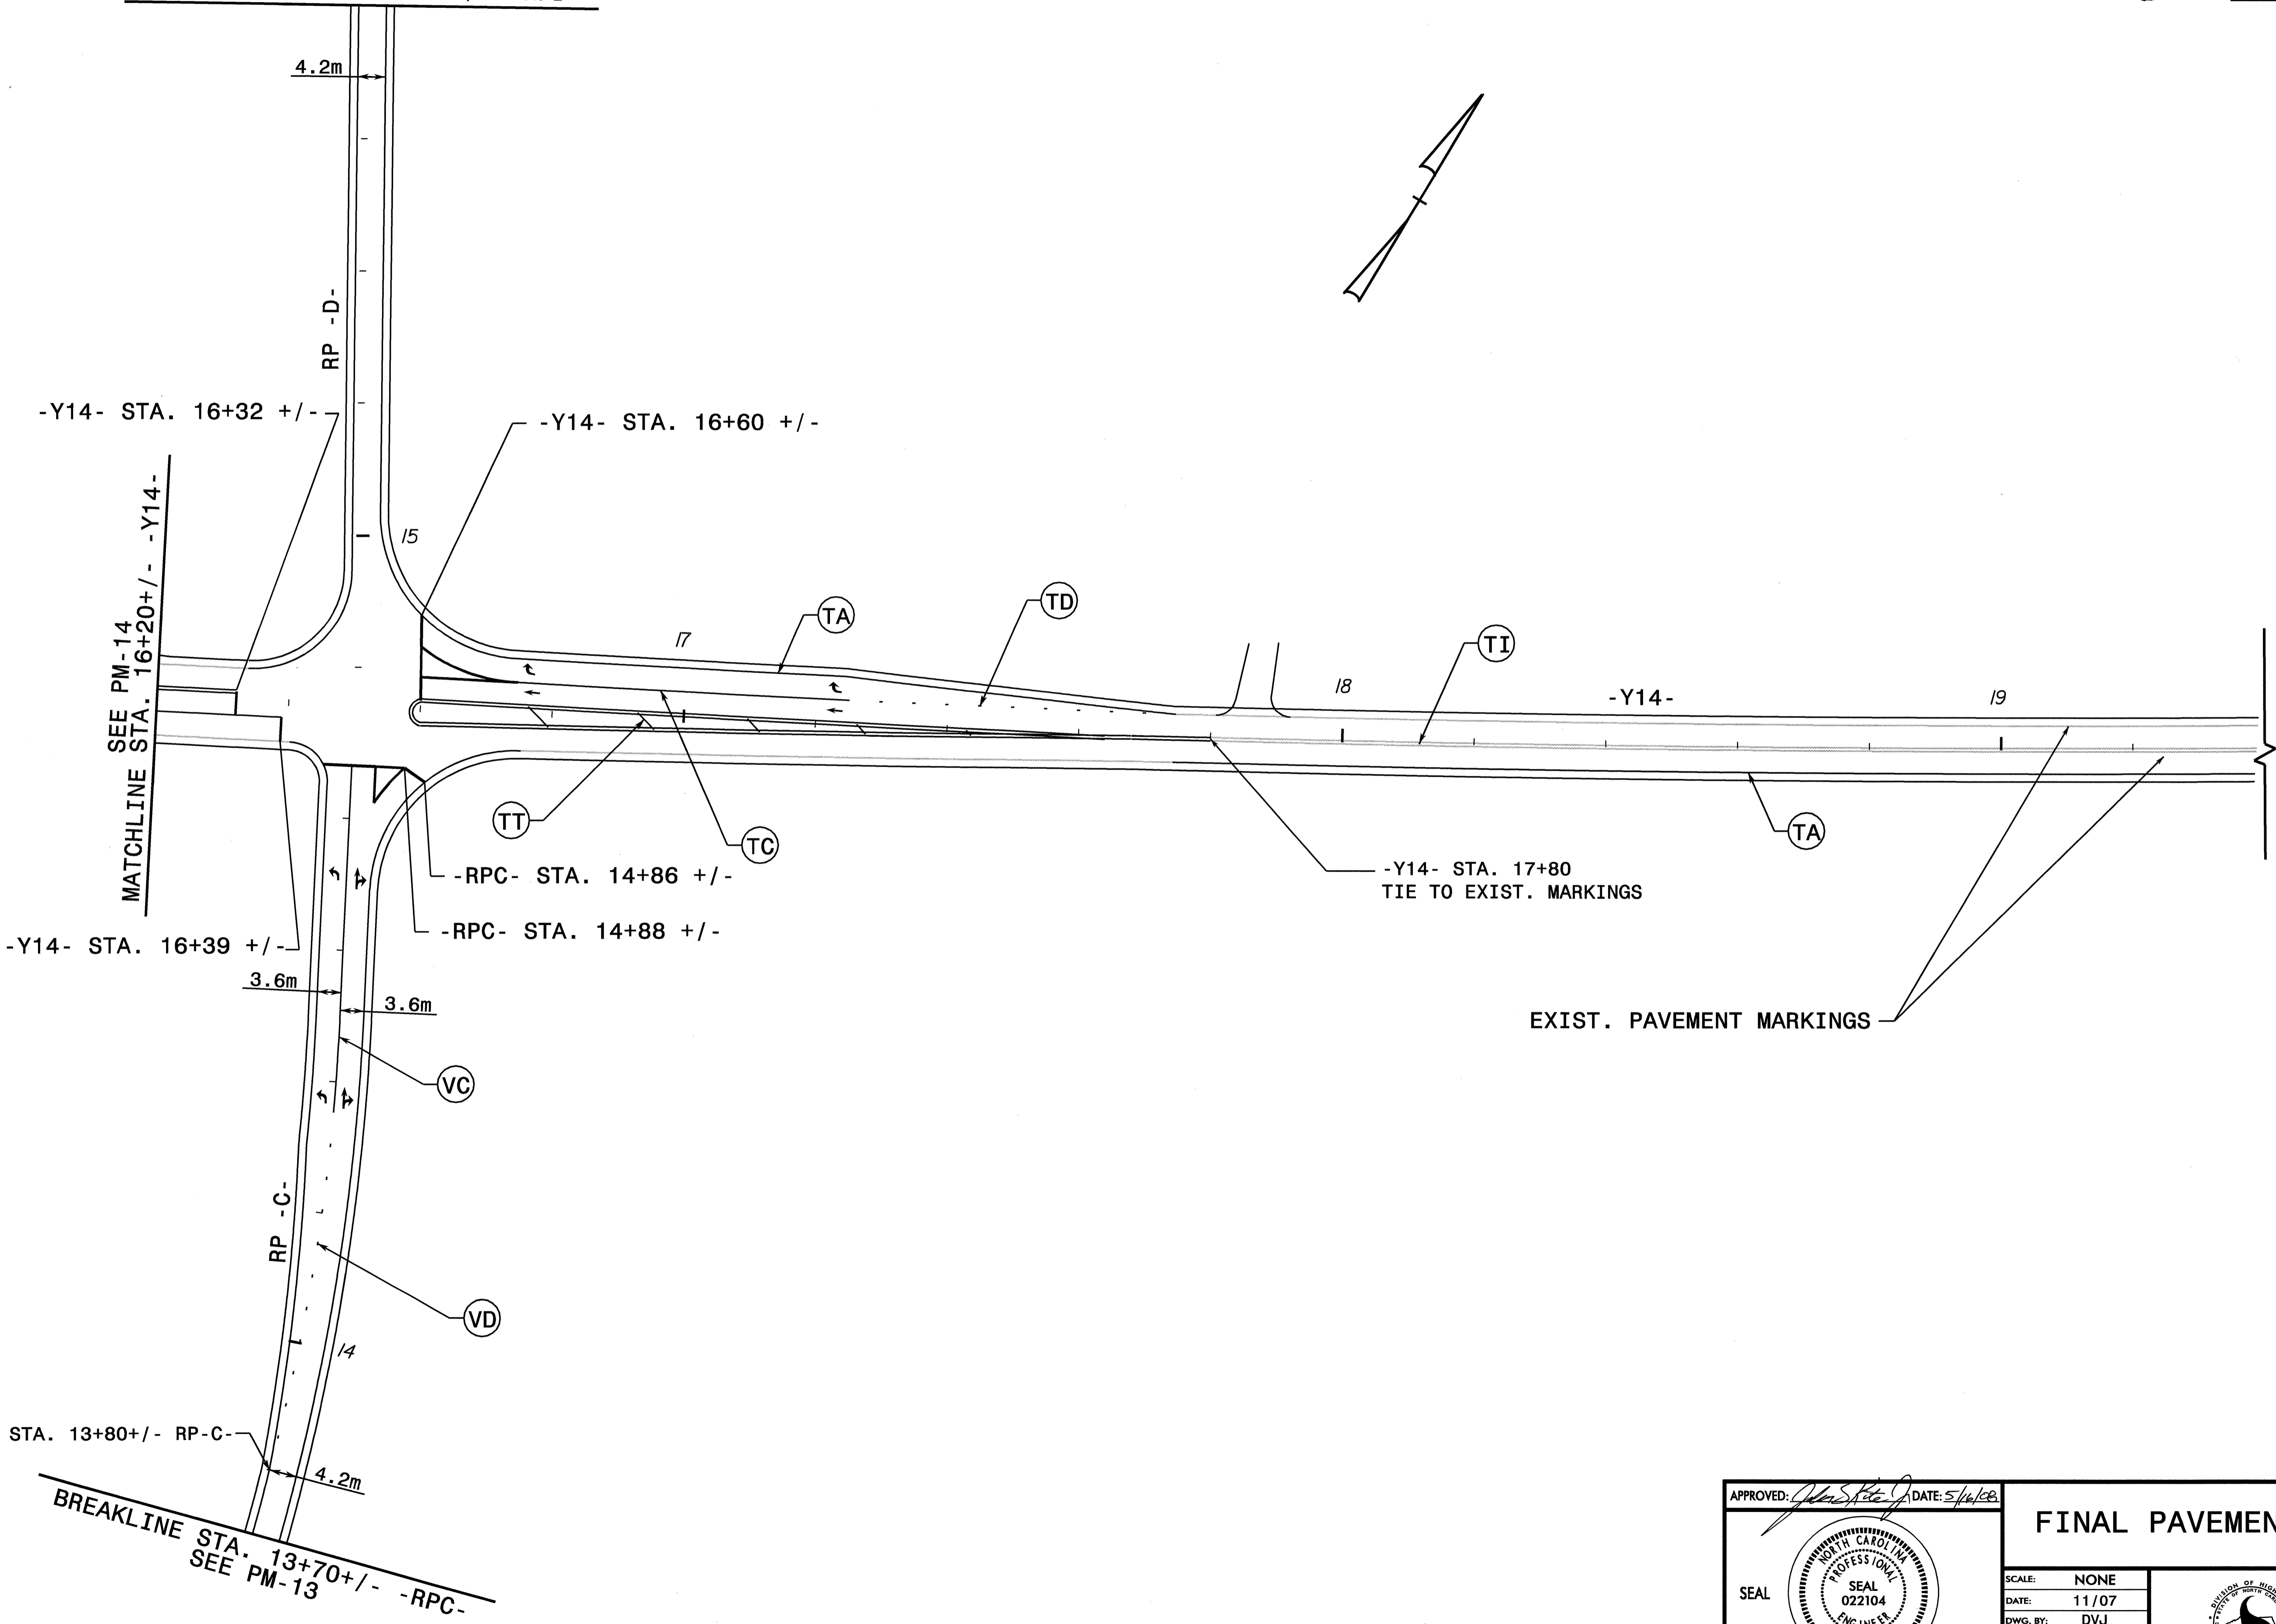 4.2m
RP -D-
-Y14- STA. 16+32 +/-
-Y14- STA. 16+60 +/-
MATCHLINE SEE PM-14
STA. 16+20+/- -Y14-
15
17
TA
TD
TI
18
-Y14-
19
TT
TC
TA
-RPC- STA. 14+86 +/-
-RPC- STA. 14+88 +/-
-Y14- STA. 17+80
TIE TO EXIST. MARKINGS
-Y14- STA. 16+39 +/-
3.6m
3.6m
EXIST. PAVEMENT MARKINGS
VC
RP -C-
VD
14
STA. 13+80+/- RP-C-
4.2m
BREAKLINE STA. 13+70+/- -RPC-
SEE PM-13
APPROVED: DATE: 5/16/08
FINAL PAVEMEN
SEAL
NORTH CAROLINA
PROFESSIONAL
SEAL
022104
ENGINEER
SCALE: NONE
DATE: 11/07
DWG. BY: DVJ
DIVISION OF HIG